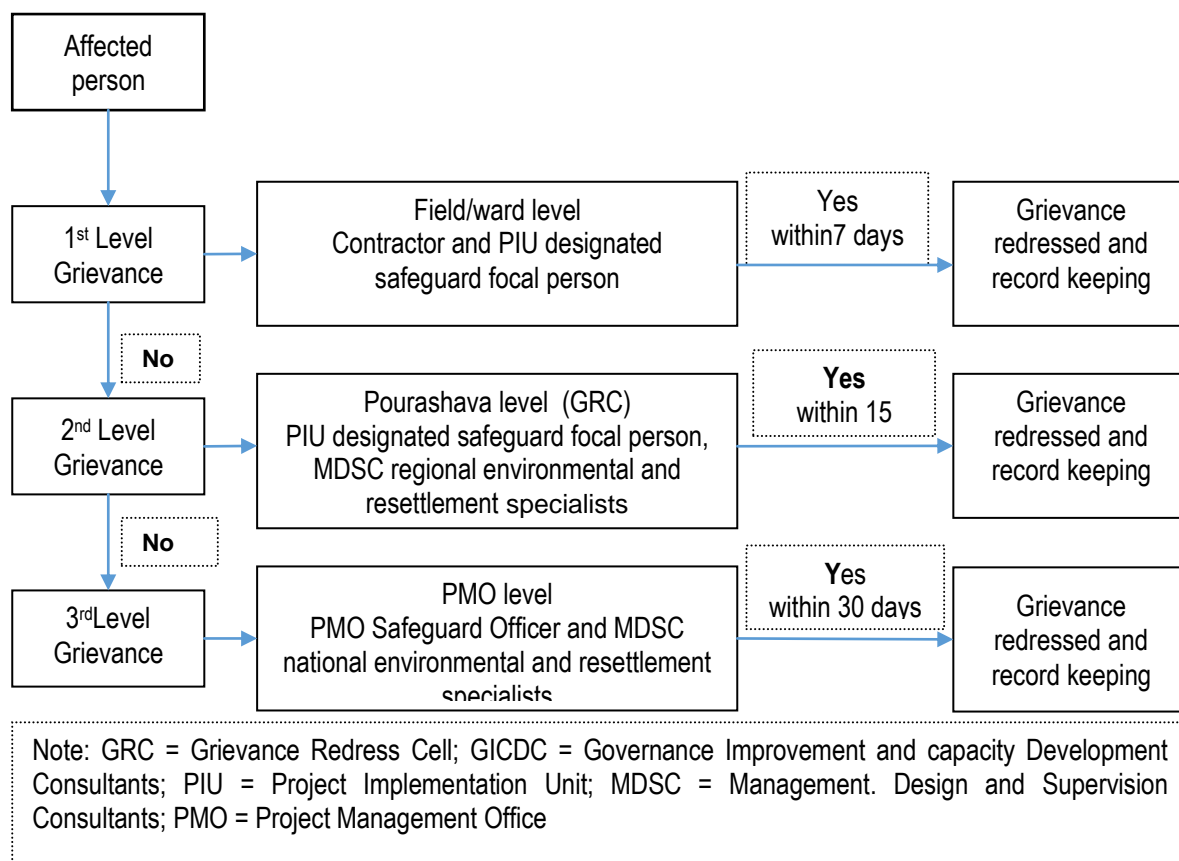 Affected
person
1st Level
Grievance
Field/ward level
Contractor and PIU designated
safeguard focal person
Yes
within7 days
Grievance
redressed and
record keeping
No
2nd Level
Grievance
Pourashava level (GRC)
PIU designated safeguard focal person,
MDSC regional environmental and
resettlement specialists
Yes
within 15
Grievance
redressed and
record keeping
No
3rdLevel
Grievance
PMO level
PMO Safeguard Officer and MDSC
national environmental and resettlement
specialists
Yes
within 30 days
Grievance
redressed and
record keeping
Note: GRC = Grievance Redress Cell; GICDC = Governance Improvement and capacity Development
Consultants; PIU = Project Implementation Unit; MDSC = Management. Design and Supervision
Consultants; PMO = Project Management Office